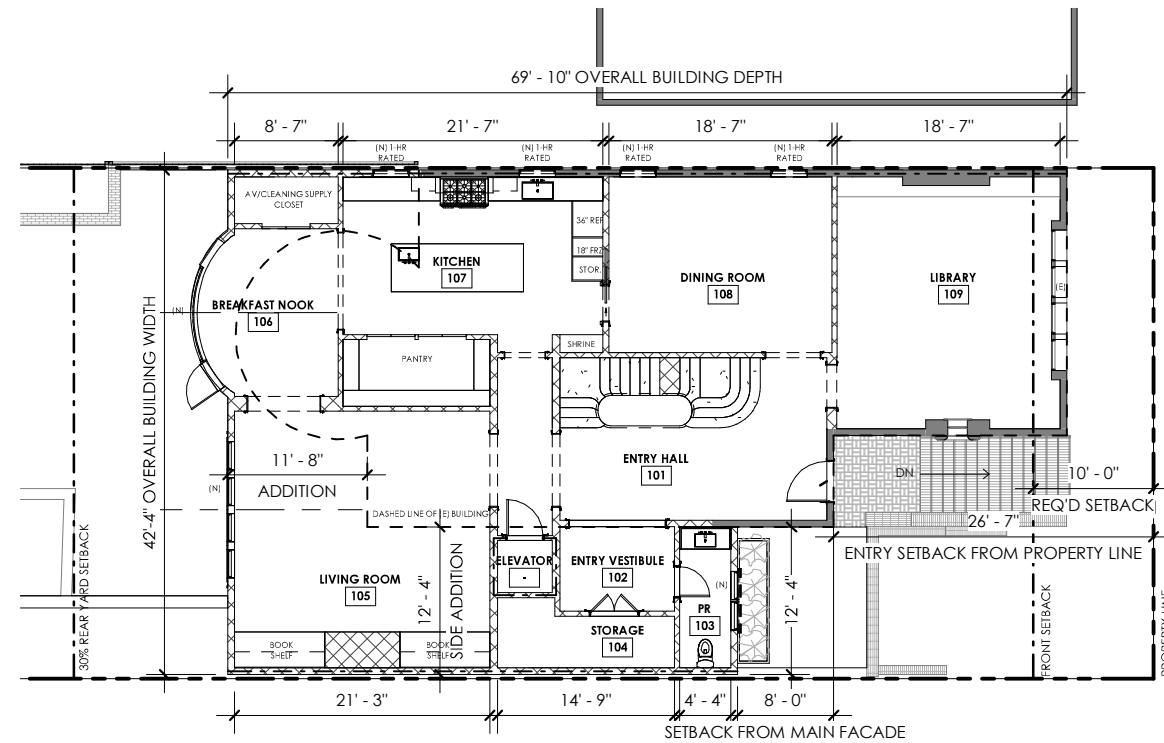 69' - 10" OVERALL BUILDING DEPTH
8' - 7"
21' - 7"
18' - 7"
18' - 7"
(N) 1-HR
RATED
(N) 1-HR
RATED
(N) 1-HR
RATED
(N) 1-HR
RATED
AV/CLEANING SUPPLY
CLOSET
36" REF
18" FRZ
STOR.
KITCHEN
107
DINING ROOM
108
LIBRARY
109
(E)
BREAKFAST NOOK
106
(N)
42'-4" OVERALL BUILDING WIDTH
SHRINE
PANTRY
ENTRY HALL
101
DN
11' - 8"
ADDITION
(N)
DASHED LINE OF (E) BUILDING
10' - 0"
REQ'D SETBACK
26' - 7"
ENTRY SETBACK FROM PROPERTY LINE
30% REAR YARD SETBACK
ELEVATOR
ENTRY VESTIBULE
102
LIVING ROOM
105
12' - 4"
SIDE ADDITION
(N)
PR
103
12' - 4"
STORAGE
104
BOOK
SHELF
BOOK
SHELF
FRONT SETBACK
PROPERTY LINE
21' - 3"
14' - 9"
4' - 4"
8' - 0"
SETBACK FROM MAIN FACADE